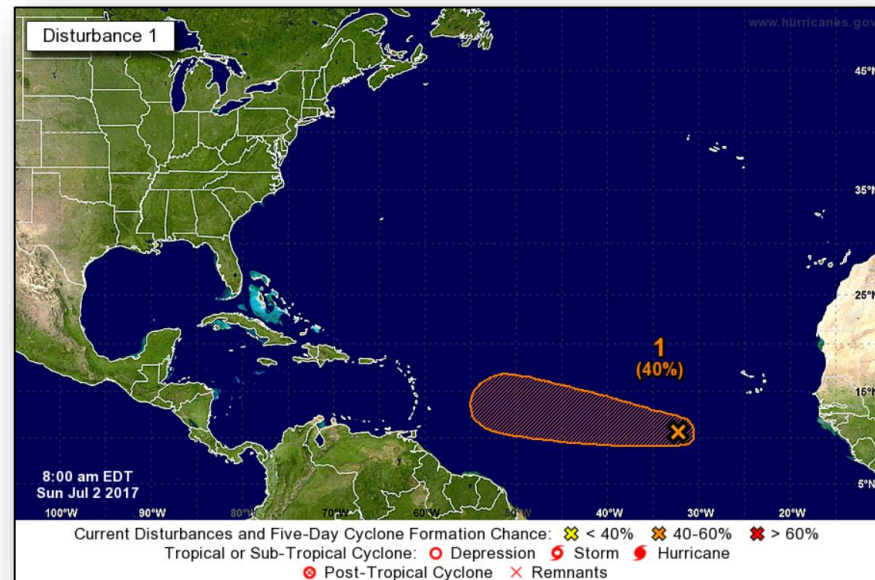 Disturbance 1
www.hurricanes.gov
45°N
35°N
25°N
1
(40%)
15°N
8:00 am EDT
Sun Jul 2 2017
5°N
100°W 90°W 80°W 70°W 60°W 50°W 40°W 30°W 20°W
Current Disturbances and Five-Day Cyclone Formation Chance: < 40% 40-60% > 60%
Tropical or Sub-Tropical Cyclone: Depression Storm Hurricane
Post-Tropical Cyclone Remnants